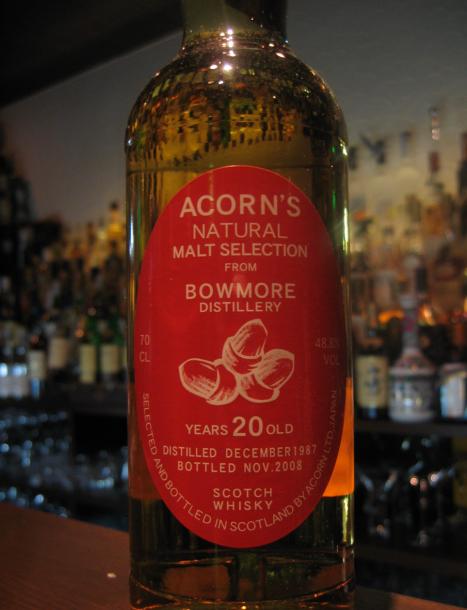 ACORN'S
NATURAL
MALT SELECTION
FROM
BOWMORE
DISTILLERY
70
CL
48.8%
VOL
YEARS 20 OLD
DISTILLED DECEMBER 1987
BOTTLED NOV. 2008
SCOTCH
WHISKY
SELECTED AND BOTTLED IN SCOTLAND BY ACORN LTD. JAPAN